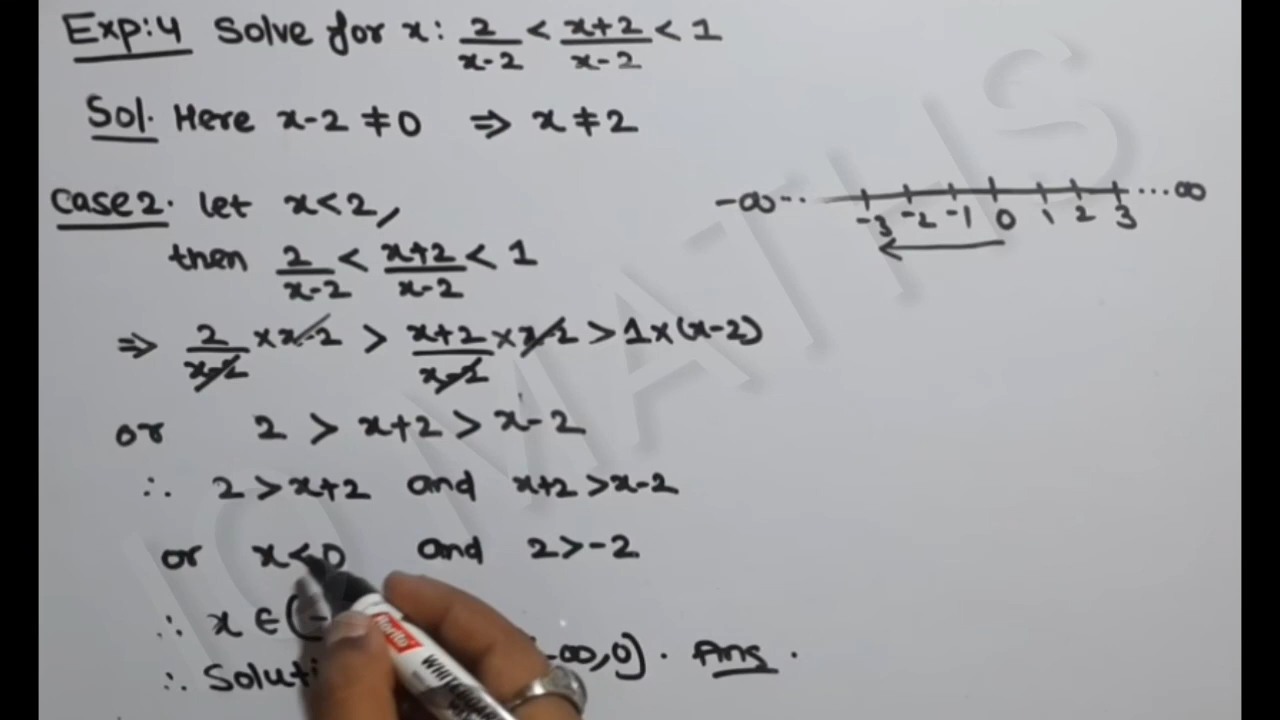 Exp:4 Solve for x: 2/(x-2) < (x+2)/(x-2) < 1
Sol. Here x-2 ≠ 0 ⇒ x ≠ 2
Case 2. let x<2,
-∞.. -3 -2 -1 0 1 2 3 ...∞
then 2/(x-2) < (x+2)/(x-2) < 1
⇒ 2/(x-2) × x-2 > (x+2)/(x-2) × x-2 > 1×(x-2)
or 2 > x+2 > x-2
∴ 2 > x+2 and x+2 > x-2
or x<0 and 2>-2
∴ x ∈ (-
∴ -∞,0). Ans.
IQ MATHS